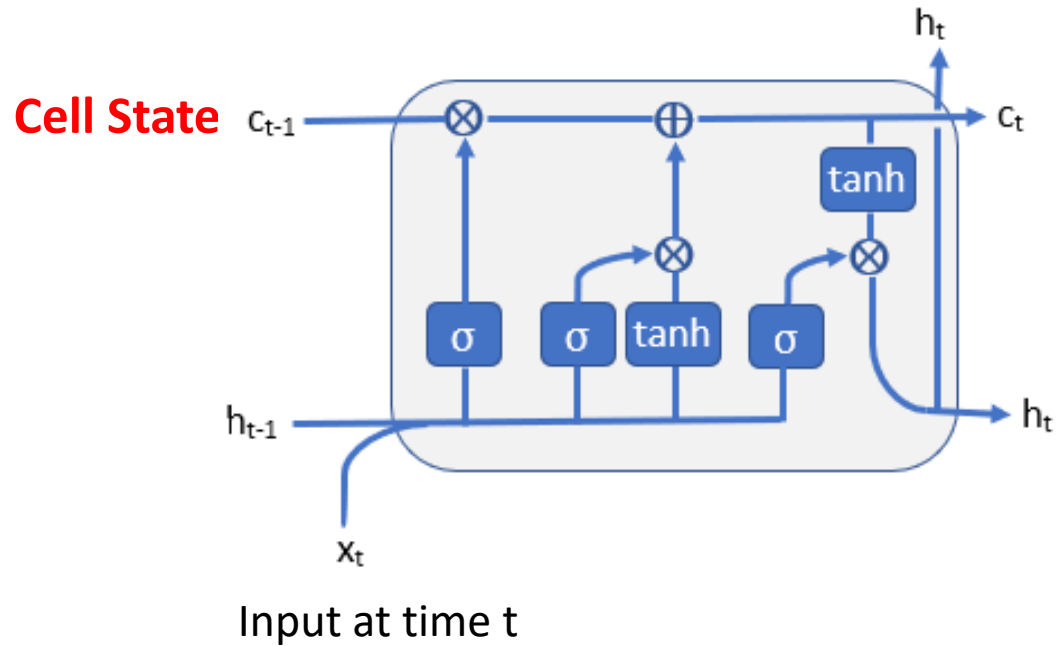 hₜ
Cell State cₜ₋₁ ⊗ ⊕ cₜ
tanh
⊗ ⊗
σ σ tanh σ
hₜ₋₁ hₜ
xₜ
Input at time t